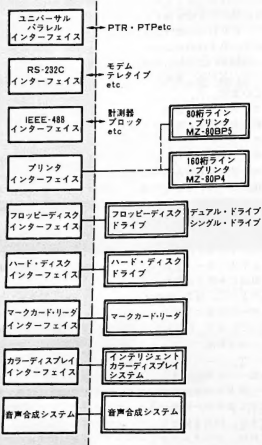 ユニバーサル
パラレル
インターフェイス
PTR・PTPetc
RS-232C
インターフェイス
モデム
テレタイプ
etc
IEEE-488
インターフェイス
計測器
プロッタ
etc
80桁ライン
・プリンタ
MZ-80BP5
プリンタ
インターフェイス
160桁ライン
・プリンタ
MZ-80P4
フロッピーディスク
インターフェイス
フロッピーディスク
ドライブ
デュアル・ドライブ
シングル・ドライブ
ハード・ディスク
インターフェイス
ハード・ディスク
ドライブ
マークカード・リーダ
インターフェイス
マークカード・リーダ
カラーディスプレイ
インターフェイス
インテリジェント
カラーディスプレイ
システム
音声合成システム
音声合成システム